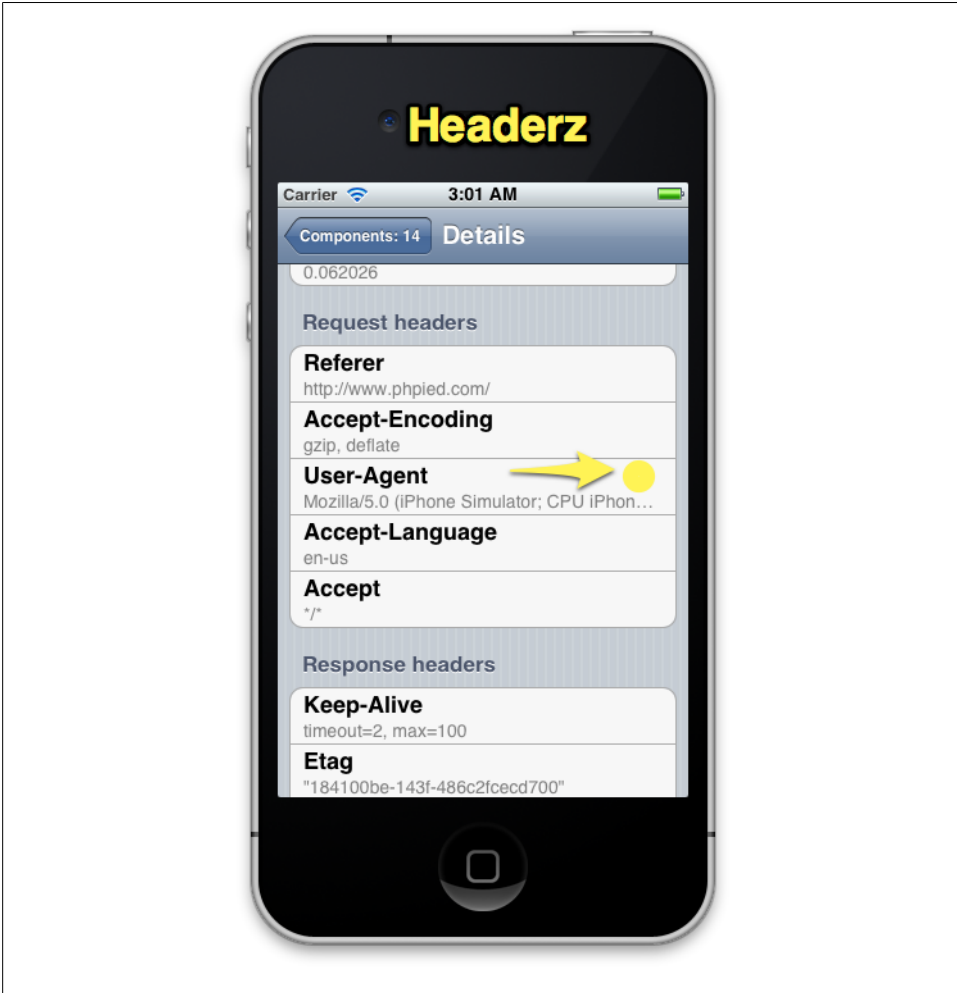 Headerz
Carrier 3:01 AM
Components: 14 Details
0.062026
Request headers
Referer
http://www.phpied.com/
Accept-Encoding
gzip, deflate
User-Agent
Mozilla/5.0 (iPhone Simulator; CPU iPhon...
Accept-Language
en-us
Accept
*/*
Response headers
Keep-Alive
timeout=2, max=100
Etag
"184100be-143f-486c2fcecd700"